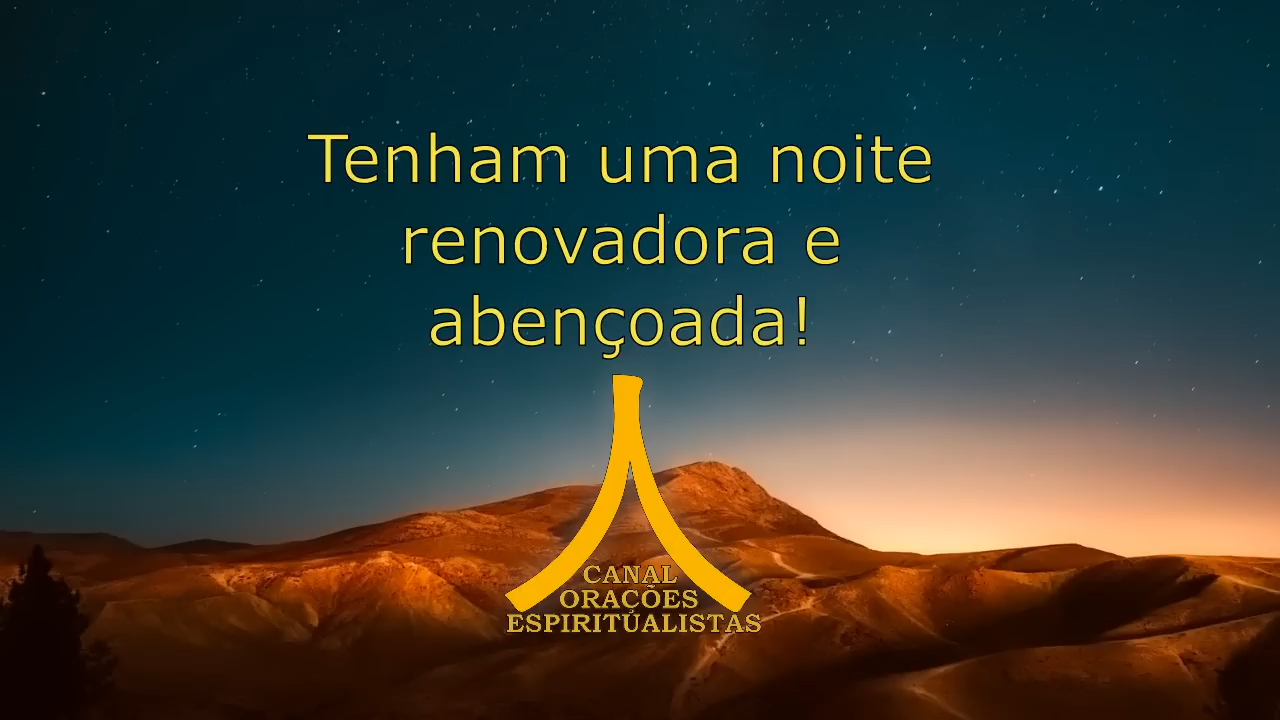 Tenham uma noite
renovadora e
abençoada!
CANAL
ORAÇÕES
ESPIRITUALISTAS